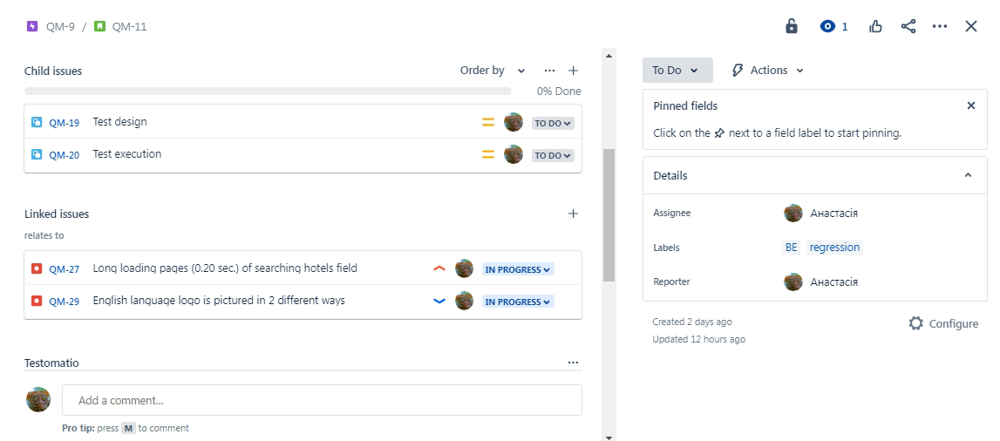 QM-9 / QM-11
1
Child issues
Order by
0% Done
QM-19 Test design TO DO
QM-20 Test execution TO DO
Linked issues
relates to
QM-27 Long loading pages (0.20 sec.) of searching hotels field IN PROGRESS
QM-29 English language logo is pictured in 2 different ways IN PROGRESS
Testomatio
Add a comment...
Pro tip: press M to comment
To Do
Actions
Pinned fields
Click on the next to a field label to start pinning.
Details
Assignee Анастасія
Labels BE regression
Reporter Анастасія
Created 2 days ago
Updated 12 hours ago
Configure